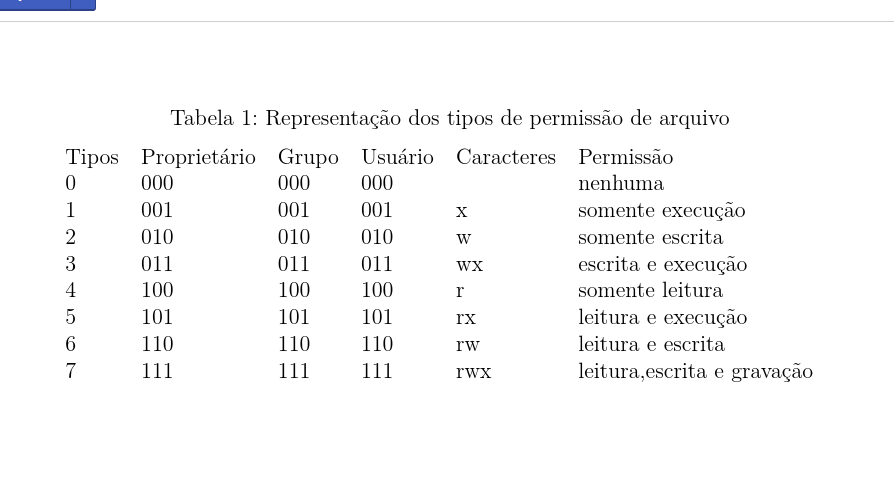 Tabela 1: Representação dos tipos de permissão de arquivo
Tipos Proprietário Grupo Usuário Caracteres Permissão
0 000 000 000 nenhuma
1 001 001 001 x somente execução
2 010 010 010 w somente escrita
3 011 011 011 wx escrita e execução
4 100 100 100 r somente leitura
5 101 101 101 rx leitura e execução
6 110 110 110 rw leitura e escrita
7 111 111 111 rwx leitura,escrita e gravação